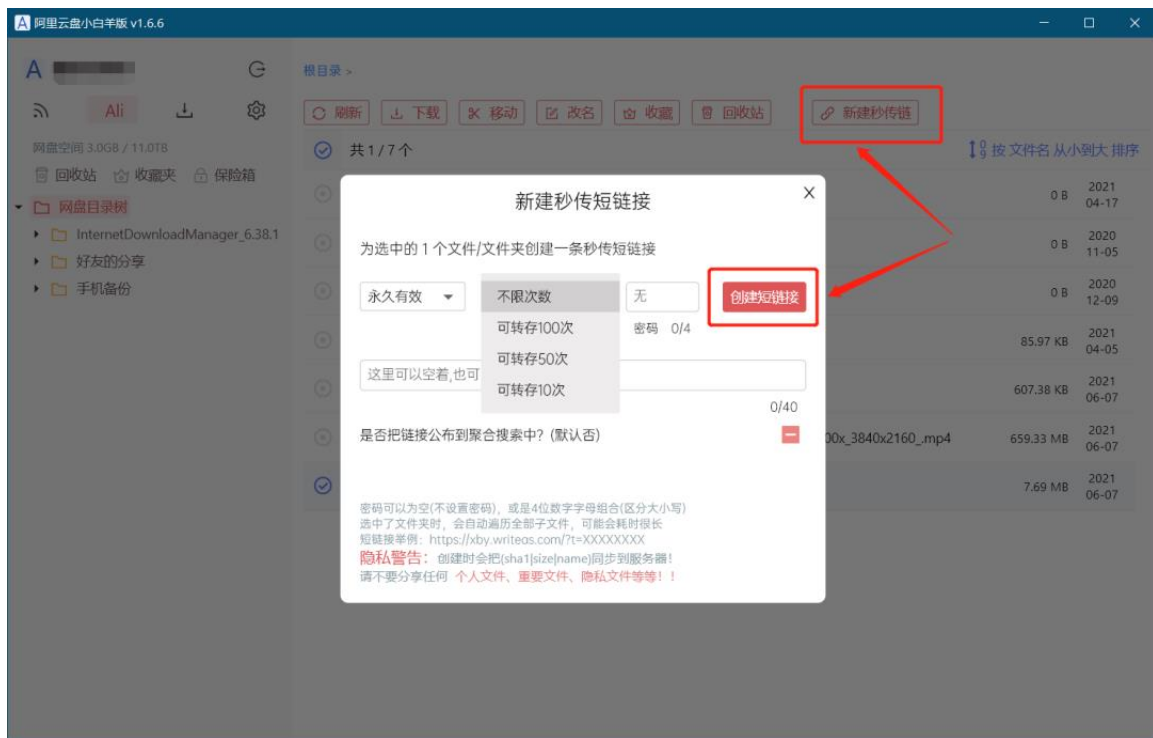 阿里云盘小白羊版 v1.6.6
A
根目录 >
Ali
刷新 下载 移动 改名 收藏 回收站 新建秒传链
网盘空间 3.0GB / 11.0TB
共1/7个
按 文件名 从小到大 排序
回收站 收藏夹 保险箱
网盘目录树
InternetDownloadManager_6.38.1
好友的分享
手机备份
0 B 2021
04-17
0 B 2020
11-05
0 B 2020
12-09
85.97 KB 2021
04-05
607.38 KB 2021
06-07
00x_3840x2160_.mp4 659.33 MB 2021
06-07
7.69 MB 2021
06-07
新建秒传短链接 X
为选中的 1 个文件/文件夹创建一条秒传短链接
永久有效 不限次数 无 创建短链接
可转存100次 密码 0/4
可转存50次
这里可以空着,也可
可转存10次
0/40
是否把链接公布到聚合搜索中? (默认否)
密码可以为空(不设置密码)，或是4位数字字母组合(区分大小写)
选中了文件夹时，会自动遍历全部子文件，可能会耗时很长
短链接举例：https://xby.writeas.com/?t=XXXXXXXX
隐私警告：创建时会把(sha1|size|name)同步到服务器!
请不要分享任何 个人文件、重要文件、隐私文件等等！！